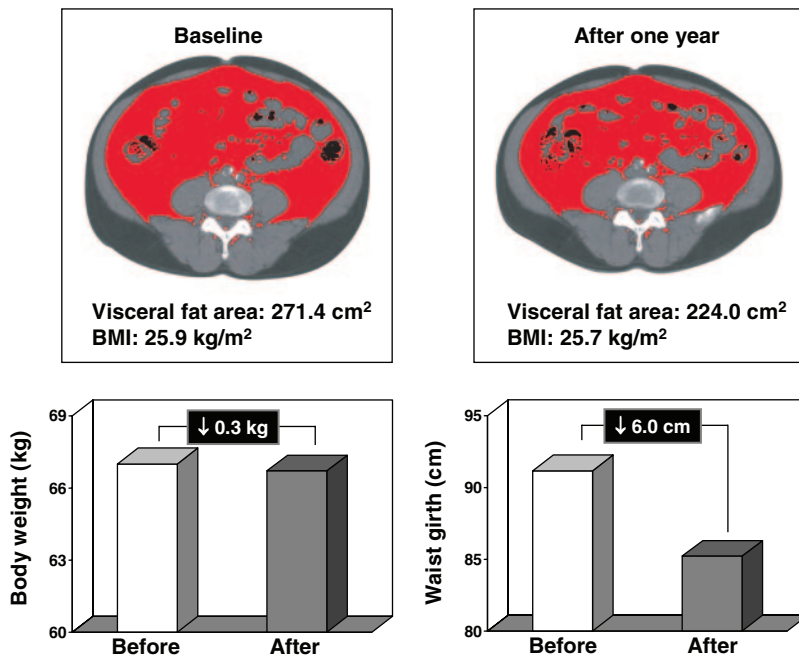 Baseline
Visceral fat area: 271.4 cm²
BMI: 25.9 kg/m²
After one year
Visceral fat area: 224.0 cm²
BMI: 25.7 kg/m²
Body weight (kg)
69
66
63
60
↓ 0.3 kg
Before After
Waist girth (cm)
95
90
85
80
↓ 6.0 cm
Before After